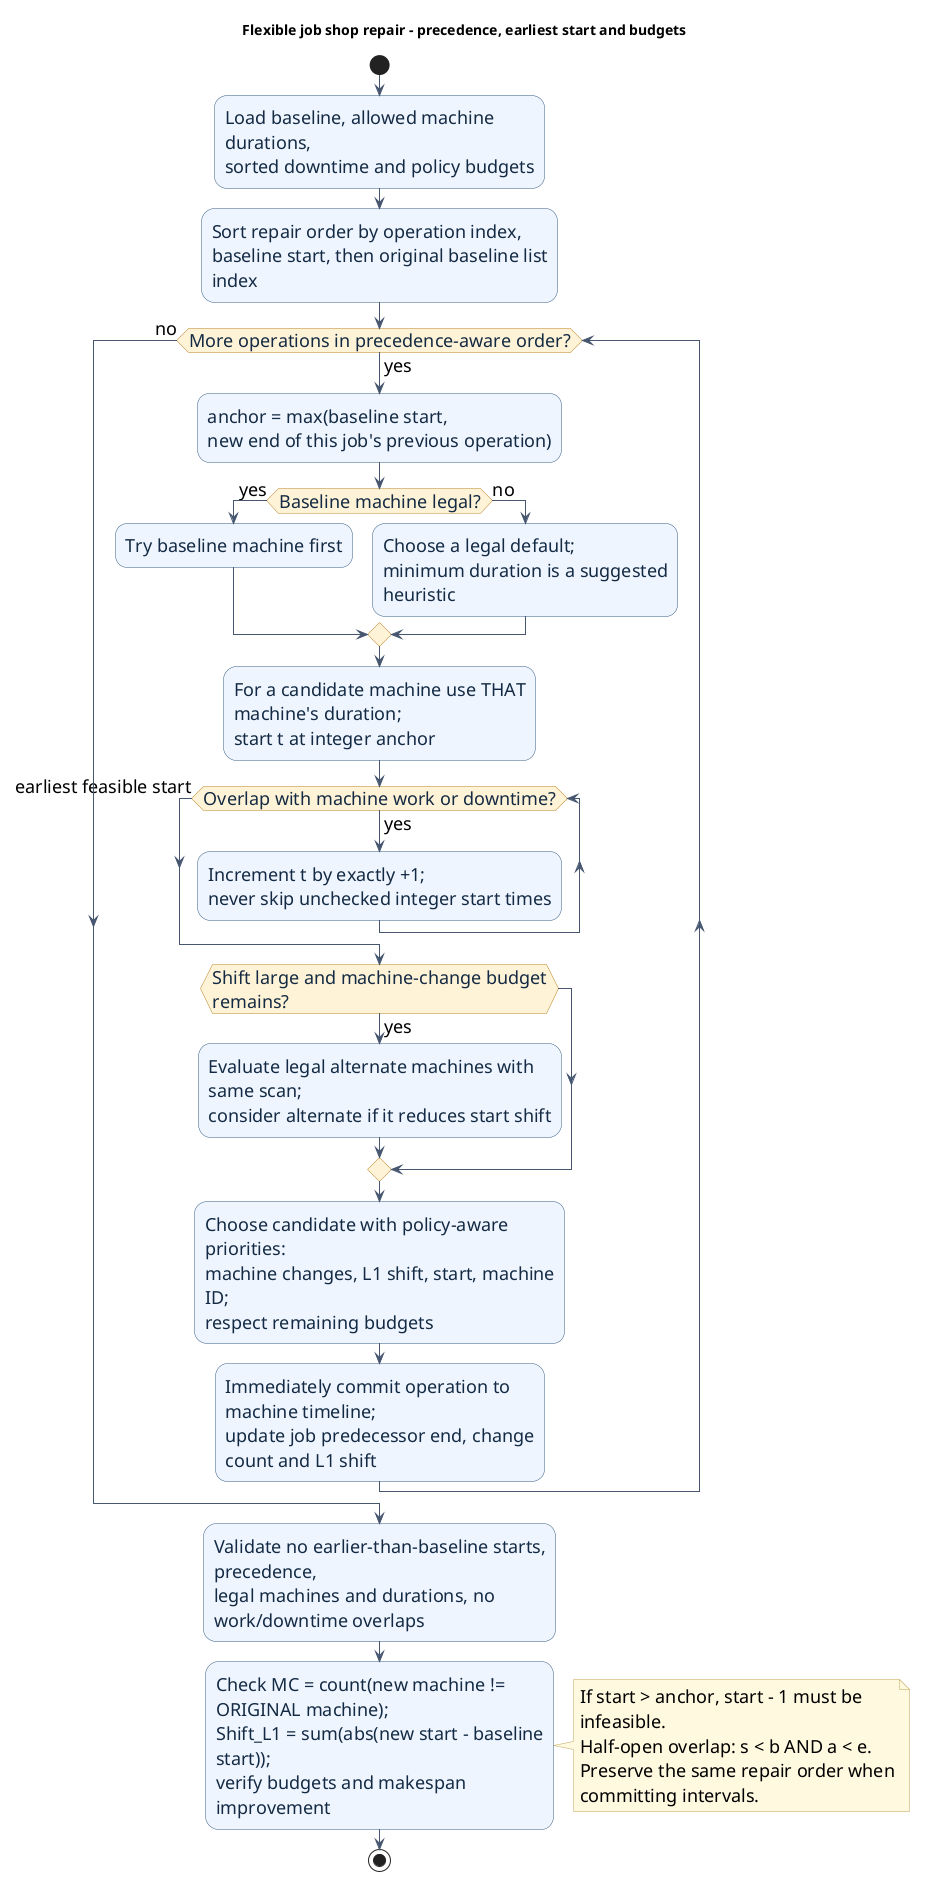 Flexible job shop repair - precedence, earliest start and budgets
Load baseline, allowed machine
durations,
sorted downtime and policy budgets
Sort repair order by operation index,
baseline start, then original baseline list
index
no
More operations in precedence-aware order?
yes
anchor = max(baseline start,
new end of this job's previous operation)
yes
Baseline machine legal?
no
Try baseline machine first
Choose a legal default;
minimum duration is a suggested
heuristic
For a candidate machine use THAT
machine's duration;
start t at integer anchor
earliest feasible start
Overlap with machine work or downtime?
yes
Increment t by exactly +1;
never skip unchecked integer start times
Shift large and machine-change budget
remains?
yes
Evaluate legal alternate machines with
same scan;
consider alternate if it reduces start shift
Choose candidate with policy-aware
priorities:
machine changes, L1 shift, start, machine
ID;
respect remaining budgets
Immediately commit operation to
machine timeline;
update job predecessor end, change
count and L1 shift
Validate no earlier-than-baseline starts,
precedence,
legal machines and durations, no
work/downtime overlaps
Check MC = count(new machine !=
ORIGINAL machine);
Shift_L1 = sum(abs(new start - baseline
start));
verify budgets and makespan
improvement
If start > anchor, start - 1 must be
infeasible.
Half-open overlap: s < b AND a < e.
Preserve the same repair order when
committing intervals.